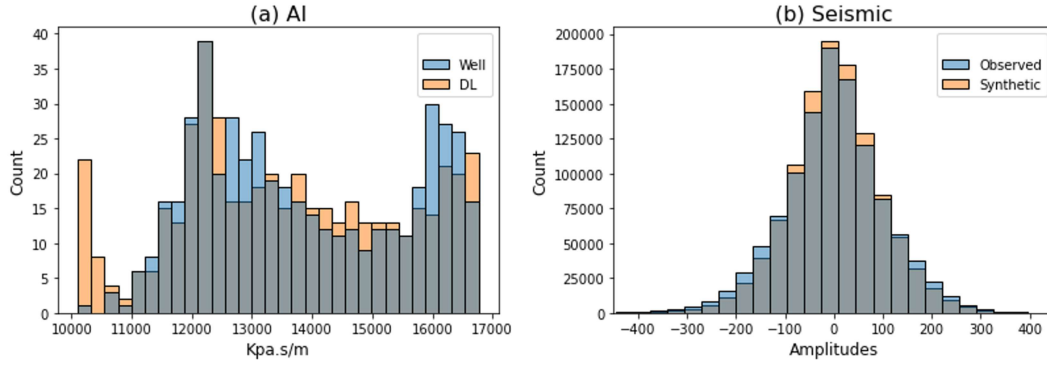 (a) AI
40
35
30
25
20
15
10
5
0
Count
10000 11000 12000 13000 14000 15000 16000 17000
Kpa.s/m
Well
DL
(b) Seismic
200000
175000
150000
125000
100000
75000
50000
25000
0
Count
−400 −300 −200 −100 0 100 200 300 400
Amplitudes
Observed
Synthetic